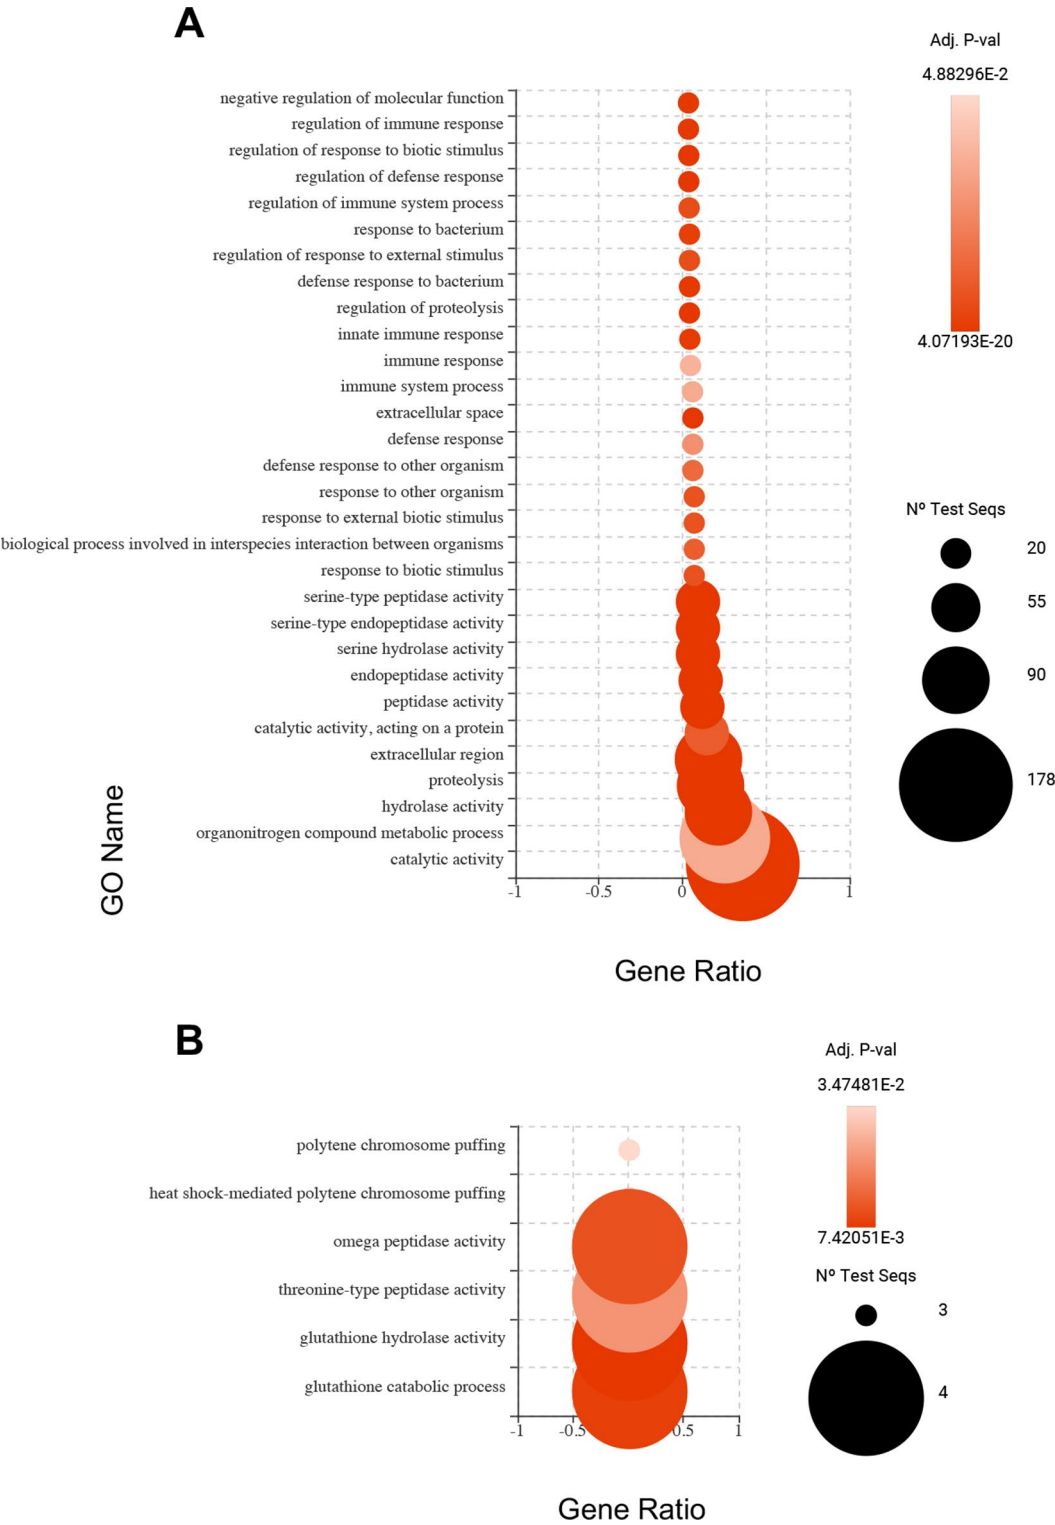 A
Adj. P-val
4.88296E-2
4.07193E-20
negative regulation of molecular function
regulation of immune response
regulation of response to biotic stimulus
regulation of defense response
regulation of immune system process
response to bacterium
regulation of response to external stimulus
defense response to bacterium
regulation of proteolysis
innate immune response
immune response
immune system process
extracellular space
defense response
defense response to other organism
response to other organism
response to external biotic stimulus
biological process involved in interspecies interaction between organisms
response to biotic stimulus
serine-type peptidase activity
serine-type endopeptidase activity
serine hydrolase activity
endopeptidase activity
peptidase activity
catalytic activity, acting on a protein
extracellular region
proteolysis
hydrolase activity
organonitrogen compound metabolic process
catalytic activity
Nº Test Seqs
20
55
90
178
GO Name
-1 -0.5 0 1
Gene Ratio
B
Adj. P-val
3.47481E-2
7.42051E-3
polytene chromosome puffing
heat shock-mediated polytene chromosome puffing
omega peptidase activity
threonine-type peptidase activity
glutathione hydrolase activity
glutathione catabolic process
Nº Test Seqs
3
4
-1 -0.5 0.5 1
Gene Ratio